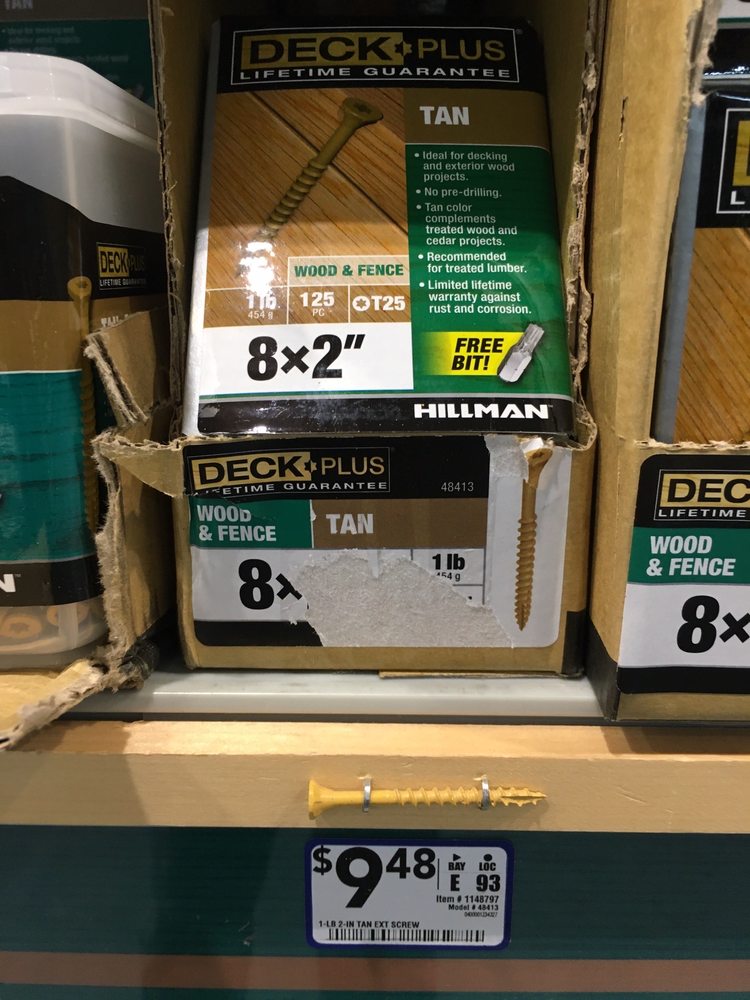 DECK PLUS
LIFETIME GUARANTEE
TAN
• Ideal for decking
and exterior wood
projects.
• No pre-drilling.
• Tan color
complements
treated wood and
cedar projects.
• Recommended
for treated lumber.
• Limited lifetime
warranty against
rust and corrosion.
WOOD & FENCE
1 lb.
454 g
125
PC
T25
8×2"
FREE
BIT!
HILLMAN
DECK PLUS
LIFETIME GUARANTEE
DECK PLUS
LIFETIME GUARANTEE
48413
WOOD
& FENCE
TAN
8×
1 lb
454 g
DEC
LIFETIME
WOOD
& FENCE
8×
N
L
$9 48
BAY
E
LOC
93
Item # 1148797
Model # 48413
1-LB 2-IN TAN EXT SCREW